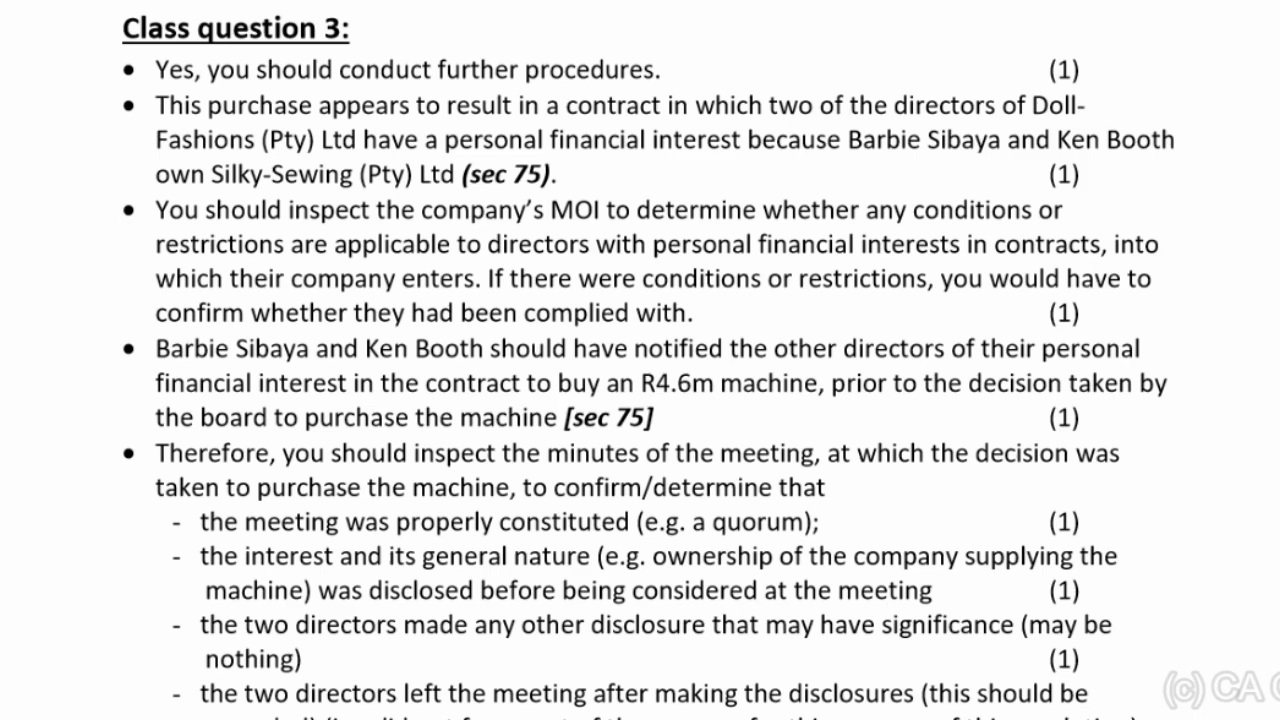 Class question 3:
• Yes, you should conduct further procedures. (1)
• This purchase appears to result in a contract in which two of the directors of Doll-
Fashions (Pty) Ltd have a personal financial interest because Barbie Sibaya and Ken Booth
own Silky-Sewing (Pty) Ltd (sec 75). (1)
• You should inspect the company's MOI to determine whether any conditions or
restrictions are applicable to directors with personal financial interests in contracts, into
which their company enters. If there were conditions or restrictions, you would have to
confirm whether they had been complied with. (1)
• Barbie Sibaya and Ken Booth should have notified the other directors of their personal
financial interest in the contract to buy an R4.6m machine, prior to the decision taken by
the board to purchase the machine [sec 75] (1)
• Therefore, you should inspect the minutes of the meeting, at which the decision was
taken to purchase the machine, to confirm/determine that
- the meeting was properly constituted (e.g. a quorum); (1)
- the interest and its general nature (e.g. ownership of the company supplying the
machine) was disclosed before being considered at the meeting (1)
- the two directors made any other disclosure that may have significance (may be
nothing) (1)
- the two directors left the meeting after making the disclosures (this should be
(c) CA